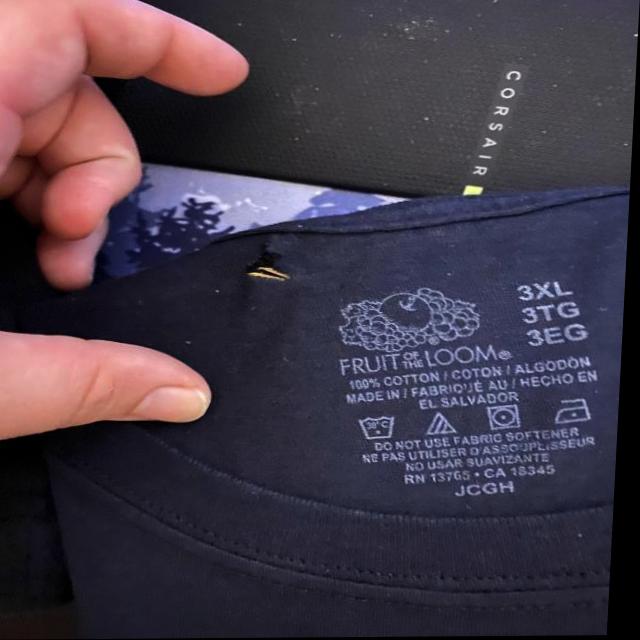 CORSAIR
3XL
3TG
3EG
FRUIT OF THE LOOM®
100% COTTON / COTON / ALGODÓN
MADE IN / FABRIQUÉ AU / HECHO EN
EL SALVADOR
30°C
DO NOT USE FABRIC SOFTENER
NE PAS UTILISER D'ASSOUPLISSEUR
NO USAR SUAVIZANTE
RN 13765 • CA 18345
JCGH